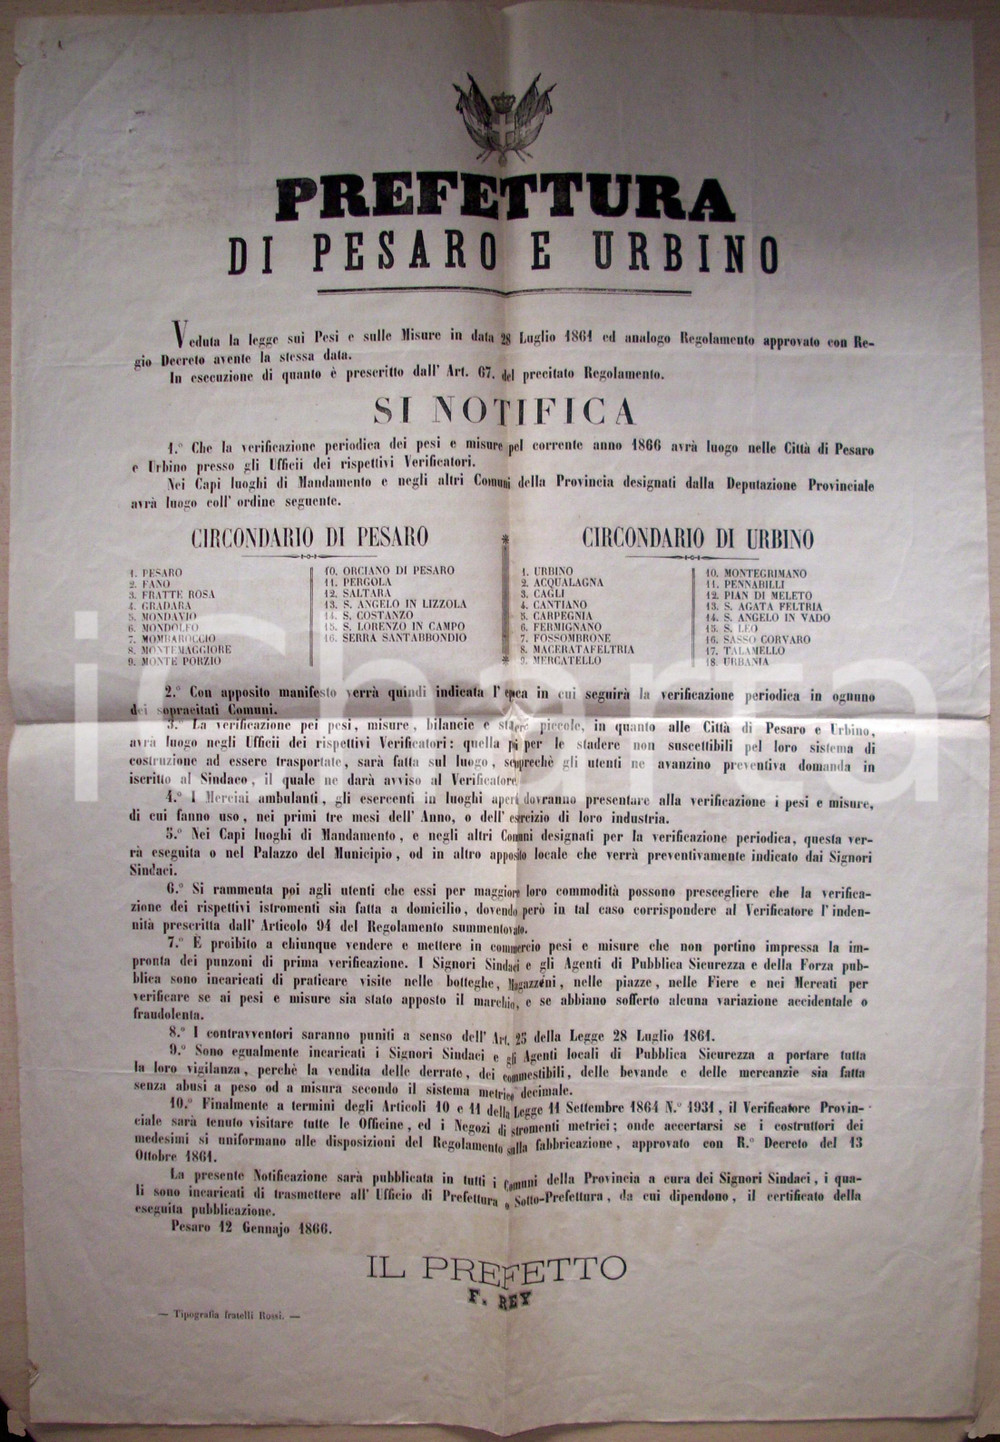 PREFETTURA
DI PESARO E URBINO
Veduta la legge sui Pesi e sulle Misure in data 28 Luglio 1861 ed analogo Regolamento approvato con Re-
gio Decreto avente la stessa data.
In esecuzione di quanto è prescritto dall' Art. 67. del precitato Regolamento.
SI NOTIFICA
1.° Che la verificazione periodica dei pesi e misure pel corrente anno 1866 avrà luogo nelle Città di Pesaro
e Urbino presso gli Ufficii dei rispettivi Verificatori.
Nei Capi luoghi di Mandamento e negli altri Comuni della Provincia designati dalla Deputazione Provinciale
avrà luogo coll' ordine seguente.
CIRCONDARIO DI PESARO
1. PESARO
2. FANO
3. FRATTE ROSA
4. GRADARA
5. MONDAVIO
6. MONDOLFO
7. MOMBAROCCIO
8. MONTEMAGGIORE
9. MONTE PORZIO
10. ORCIANO DI PESARO
11. PERGOLA
12. SALTARA
13. S. ANGELO IN LIZZOLA
14. S. COSTANZO
15. S. LORENZO IN CAMPO
16. SERRA SANTABBONDIO
CIRCONDARIO DI URBINO
1. URBINO
2. ACQUALAGNA
3. CAGLI
4. CANTIANO
5. CARPEGNIA
6. FERMIGNANO
7. FOSSOMBRONE
8. MACERATAFELTRIA
9. MERCATELLO
10. MONTEGRIMANO
11. PENNABILLI
12. PIAN DI MELETO
13. S. AGATA FELTRIA
14. S. ANGELO IN VADO
15. S. LEO
16. SASSO CORVARO
17. TALAMELLO
18. URBANIA
2.° Con apposito manifesto verrà quindi indicata l' epoca in cui seguirà la verificazione periodica in ognuno
dei sopracitati Comuni.
3.° La verificazione pei pesi, misure, bilancie e stadere piccole, in quanto alle Città di Pesaro e Urbino,
avrà luogo negli Ufficii dei rispettivi Verificatori: quella poi per le stadere non suscettibili pel loro sistema di
costruzione ad essere trasportate, sarà fatta sul luogo, sempreché gli utenti ne avanzino preventiva domanda in
iscritto al Sindaco, il quale ne darà avviso al Verificatore.
4.° I Merciai ambulanti, gli esercenti in luoghi aperti dovranno presentare alla verificazione i pesi e misure,
di cui fanno uso, nei primi tre mesi dell' Anno, o dell' esercizio di loro industria.
5.° Nei Capi luoghi di Mandamento, e negli altri Comuni designati per la verificazione periodica, questa ver-
rà eseguita o nel Palazzo del Municipio, od in altro apposito locale che verrà preventivamente indicato dai Signori
Sindaci.
6.° Si rammenta poi agli utenti che essi per maggiore loro commodità possono prescegliere che la verifica-
zione dei rispettivi istromenti sia fatta a domicilio, dovendo però in tal caso corrispondere al Verificatore l' inden-
nità prescritta dall' Articolo 94 del Regolamento summentovato.
7.° È proibito a chiunque vendere e mettere in commercio pesi e misure che non portino impressa la im-
pronta dei punzoni di prima verificazione. I Signori Sindaci e gli Agenti di Pubblica Sicurezza e della Forza pub-
blica sono incaricati di praticare visite nelle botteghe, Magazzeni, nelle piazze, nelle Fiere e nei Mercati per
verificare se ai pesi e misure sia stato apposto il marchio, e se abbiano sofferto alcuna variazione accidentale o
fraudolenta.
8.° I contravventori saranno puniti a senso dell' Art. 25 della Legge 28 Luglio 1861.
9.° Sono egualmente incaricati i Signori Sindaci e gli Agenti locali di Pubblica Sicurezza a portare tutta
la loro vigilanza, perchè la vendita delle derrate, dei commestibili, delle bevande e delle mercanzie sia fatta
senza abusi a peso od a misura secondo il sistema metrico decimale.
10.° Finalmente a termini degli Articoli 10 e 11 della Legge 11 Settembre 1864 N.° 1931, il Verificatore Provin-
ciale sarà tenuto visitare tutte le Officine, ed i Negozi di stromenti metrici; onde accertarsi se i costruttori dei
medesimi si uniformano alle disposizioni del Regolamento sulla fabbricazione, approvato con R.° Decreto del 13
Ottobre 1861.
La presente Notificazione sarà pubblicata in tutti i Comuni della Provincia a cura dei Signori Sindaci, i qua-
li sono incaricati di trasmettere all' Ufficio di Prefettura o Sotto-Prefettura, da cui dipendono, il certificato della
eseguita pubblicazione.
Pesaro 12 Gennajo 1866.
IL PREFETTO
F. REY
— Tipografia fratelli Rossi. —
iCharta